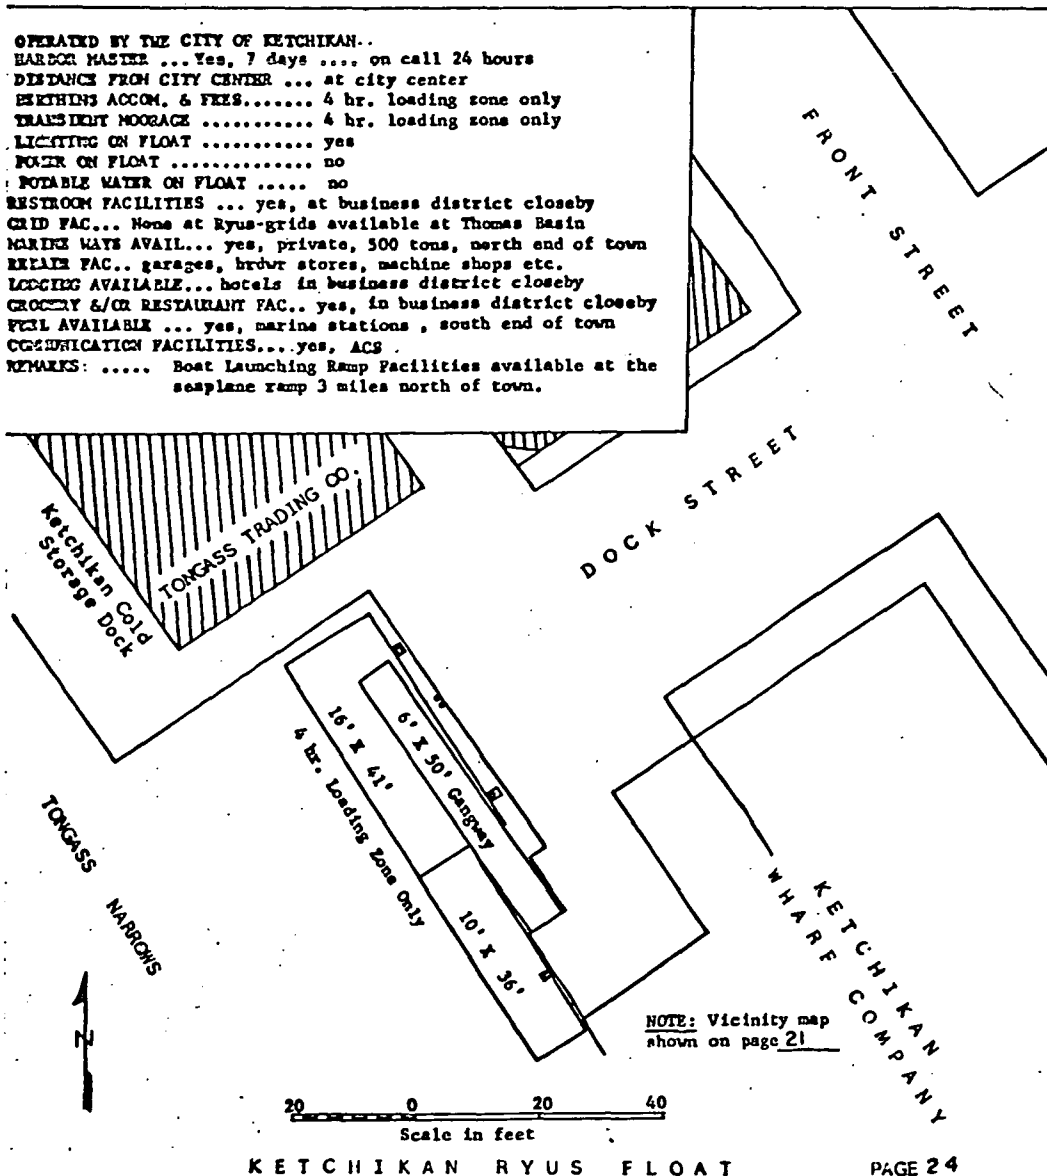 OPERATED BY THE CITY OF KETCHIKAN..
HARBOR MASTER ... Yes, 7 days .... on call 24 hours
DISTANCE FROM CITY CENTER ... at city center
BERTHING ACCOM. & FEES....... 4 hr. loading zone only
TRANSIENT MOORAGE ........... 4 hr. loading zone only
LIGHTING ON FLOAT ........... yes
POWER ON FLOAT .............. no
POTABLE WATER ON FLOAT ..... no
RESTROOM FACILITIES ... yes, at business district closeby
GRID FAC... None at Ryus-grids available at Thomas Basin
MARINE WAYS AVAIL... yes, private, 500 tons, north end of town
REPAIR FAC.. garages, hrdwr stores, machine shops etc.
LODGING AVAILABLE... hotels in business district closeby
GROCERY &/OR RESTAURANT FAC.. yes, in business district closeby
FUEL AVAILABLE ... yes, marine stations , south end of town
COMMUNICATION FACILITIES.... yes, ACS .
REMARKS: ..... Boat Launching Ramp Facilities available at the
seaplane ramp 3 miles north of town.
FRONT STREET
DOCK STREET
TONGASS TRADING CO.
Ketchikan Cold
Storage Dock
16' X 41'
6' X 50' Gangway
4 hr. Loading Zone Only
10' X 36'
TONGASS NARROWS
KETCHIKAN
WHARF COMPANY
NOTE: Vicinity map
shown on page 21
N
20 0 20 40
Scale in feet
KETCHIKAN RYUS FLOAT
PAGE 24